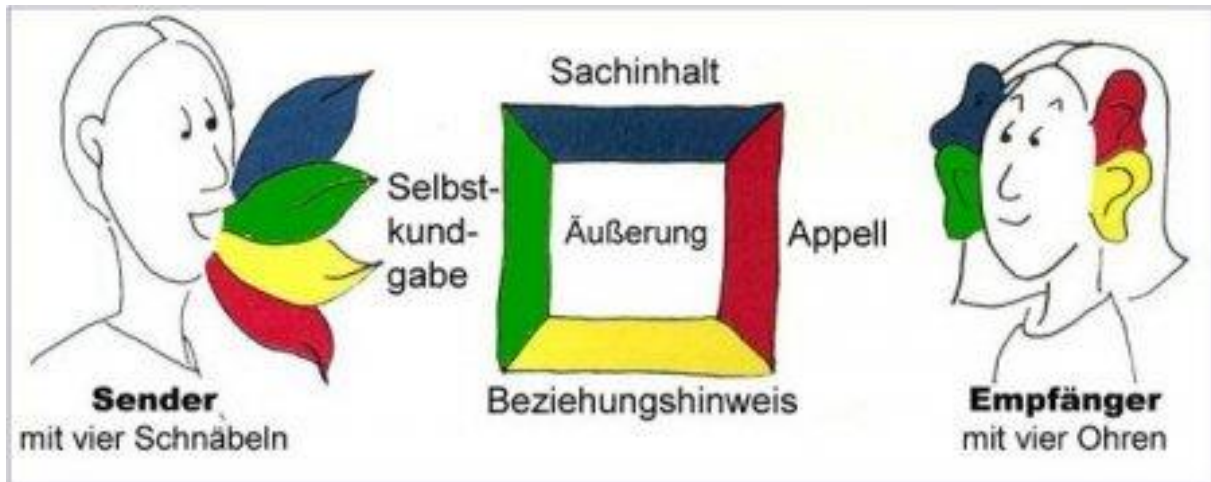 Sachinhalt
Selbst-
kund-
gabe
Äußerung
Appell
Beziehungshinweis
Sender
mit vier Schnäbeln
Empfänger
mit vier Ohren